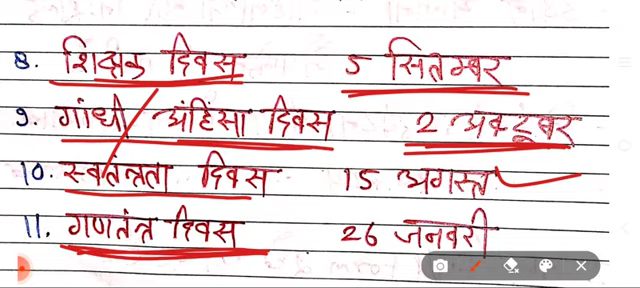 8. शिक्षक दिवस 5 सितम्बर
9. गांधी / अहिंसा दिवस 2 अक्टूबर
10. स्वतंत्रता दिवस 15 अगस्त
11. गणतंत्र दिवस 26 जनवरी